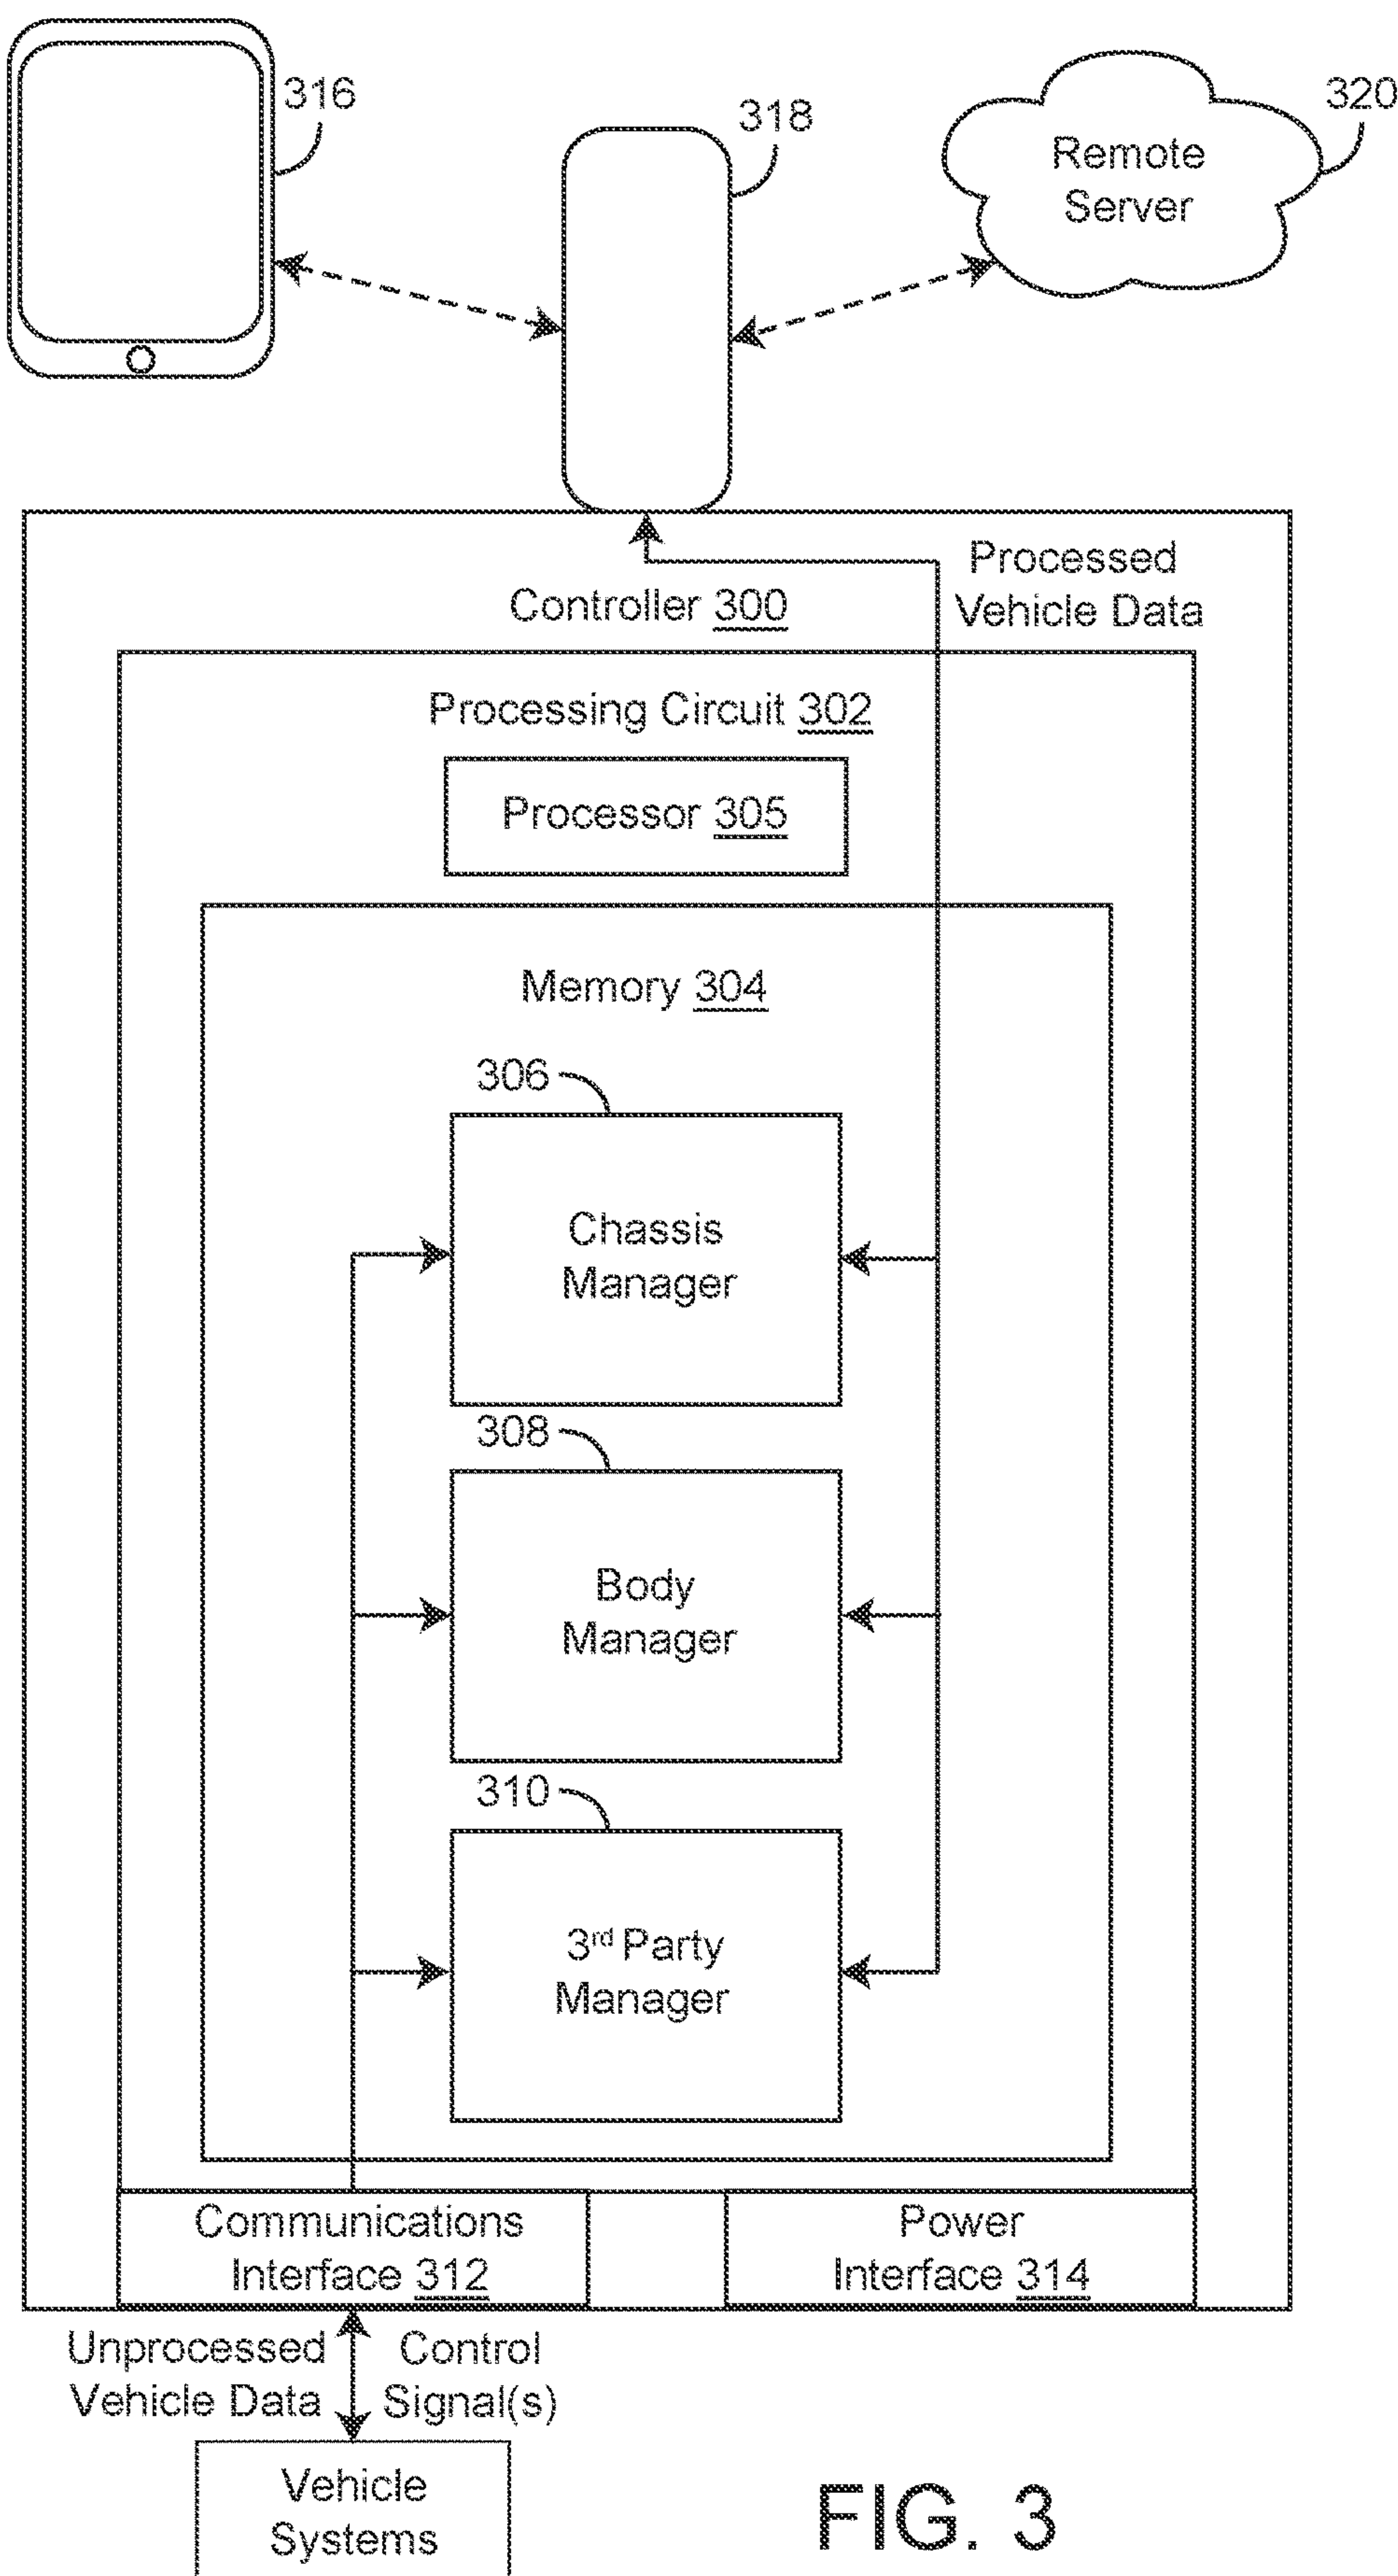 316
318
320
Remote
Server
Processed
Vehicle Data
Controller 300
Processing Circuit 302
Processor 305
Memory 304
306
Chassis
Manager
308
Body
Manager
310
3rd Party
Manager
Communications
Interface 312
Power
Interface 314
Unprocessed
Vehicle Data
Control
Signal(s)
Vehicle
Systems
FIG. 3